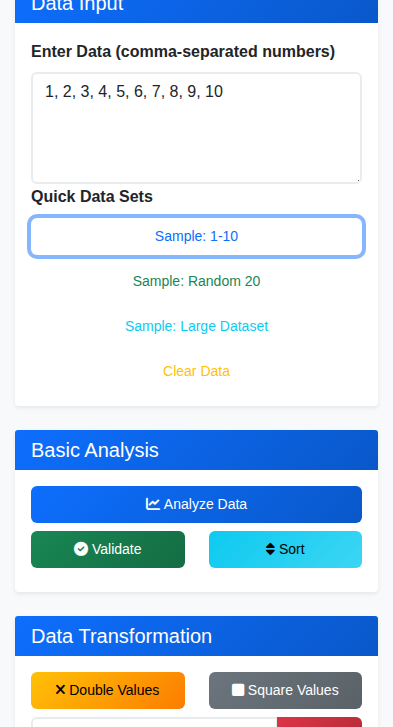 Data Input
Enter Data (comma-separated numbers)
1, 2, 3, 4, 5, 6, 7, 8, 9, 10
Quick Data Sets
Sample: 1-10
Sample: Random 20
Sample: Large Dataset
Clear Data
Basic Analysis
Analyze Data
Validate
Sort
Data Transformation
Double Values
Square Values